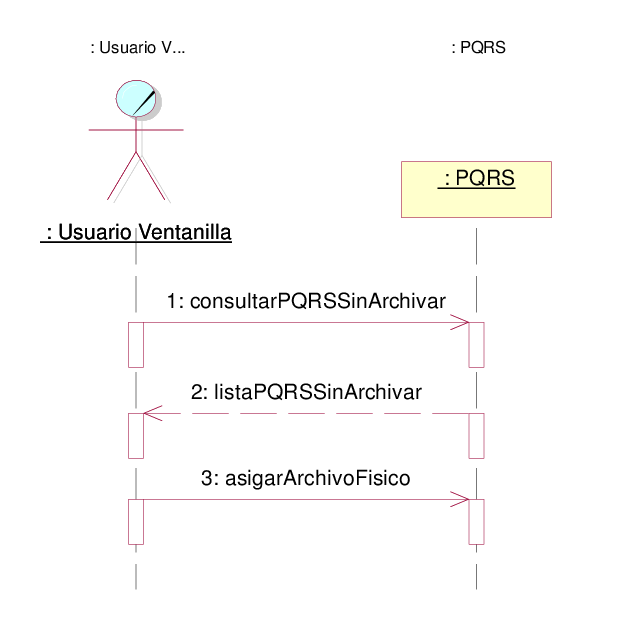 : Usuario V...
: PQRS
: PQRS
: Usuario Ventanilla
1: consultarPQRSSinArchivar
2: listaPQRSSinArchivar
3: asigarArchivoFisico